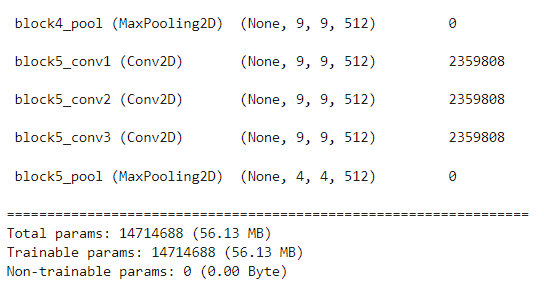 block4_pool (MaxPooling2D)  (None, 9, 9, 512)         0
block5_conv1 (Conv2D)       (None, 9, 9, 512)         2359808
block5_conv2 (Conv2D)       (None, 9, 9, 512)         2359808
block5_conv3 (Conv2D)       (None, 9, 9, 512)         2359808
block5_pool (MaxPooling2D)  (None, 4, 4, 512)         0
=================================================================
Total params: 14714688 (56.13 MB)
Trainable params: 14714688 (56.13 MB)
Non-trainable params: 0 (0.00 Byte)